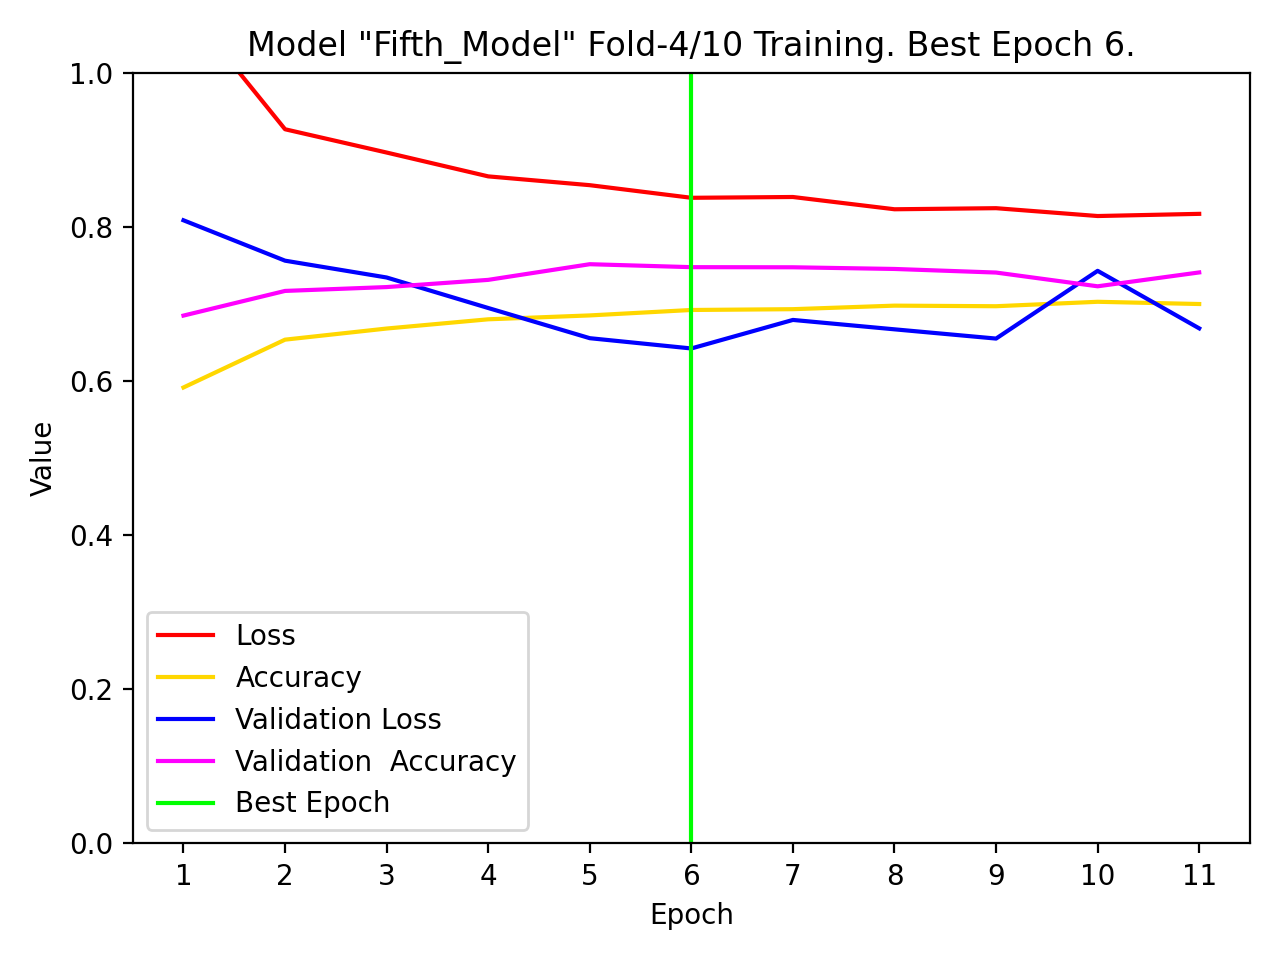 Model "Fifth_Model" Fold-4/10 Training. Best Epoch 6.
1.0
0.8
0.6
0.4
0.2
0.0
Value
Loss
Accuracy
Validation Loss
Validation  Accuracy
Best Epoch
1 2 3 4 5 6 7 8 9 10 11
Epoch